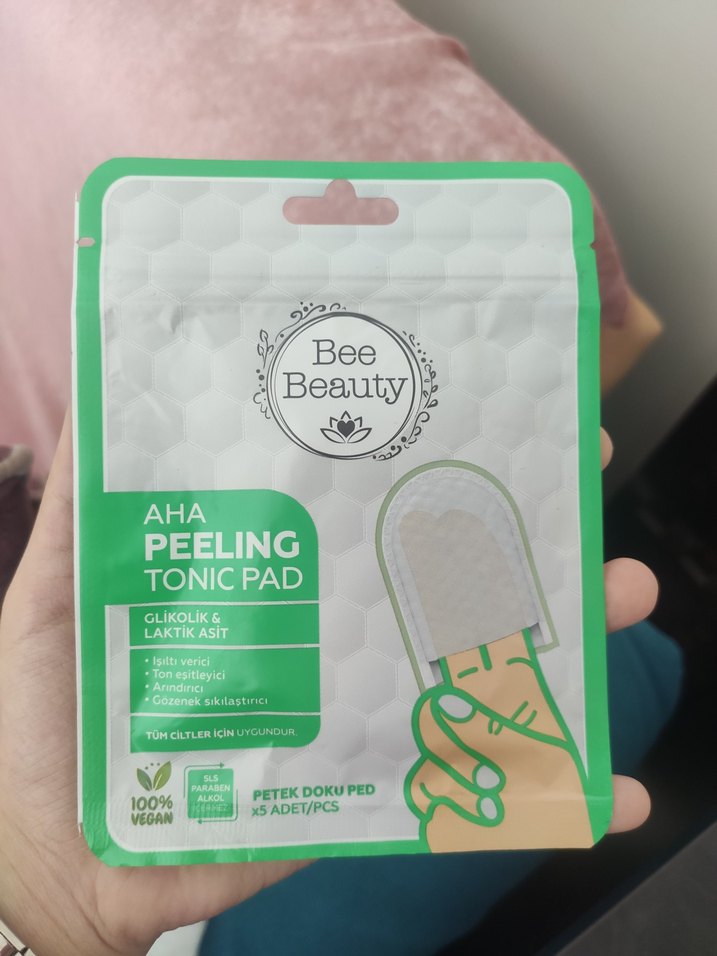 Bee
Beauty
AHA
PEELING
TONIC PAD
GLİKOLİK &
LAKTİK ASİT
• Işıltı verici
• Ton eşitleyici
• Arındırıcı
• Gözenek sıkılaştırıcı
TÜM CİLTLER İÇİN UYGUNDUR.
100%
VEGAN
SLS
PARABEN
ALKOL
İÇERMEZ
PETEK DOKU PED
x5 ADET/PCS